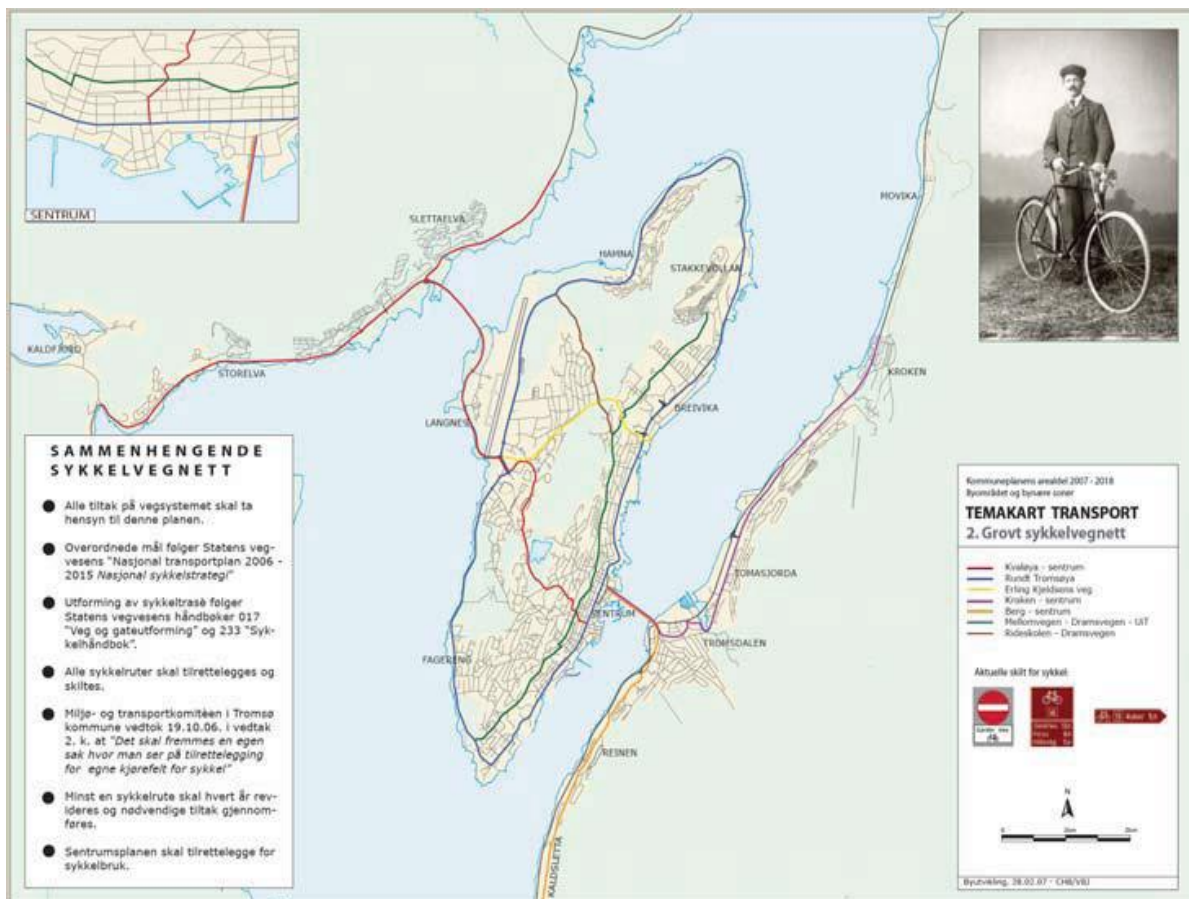 SENTRUM
SLETTAELVA
HAMNA
STAKKEVOLLAN
MOVIKA
KALDFJORD
STORELVA
KROKEN
LANGNES
BREIVIKA
TOMASJORDA
SENTRUM
TROMSDALEN
FAGERENG
REINEN
KALDSLETTA
SAMMENHENGENDE
SYKKELVEGNETT
● Alle tiltak på vegsystemet skal ta
hensyn til denne planen.
● Overordnede mål følger Statens veg-
vesens "Nasjonal transportplan 2006 -
2015 Nasjonal sykkelstrategi"
● Utforming av sykkeltrasè følger
Statens vegvesens håndbøker 017
"Veg og gateutforming" og 233 "Syk-
kelhåndbok".
● Alle sykkelruter skal tilrettelegges og
skiltes.
● Miljø- og transportkomitèen i Tromsø
kommune vedtok 19.10.06. i vedtak
2. k. at "Det skal fremmes en egen
sak hvor man ser på tilrettelegging
for egne kjørefelt for sykkel"
● Minst en sykkelrute skal hvert år rev-
ideres og nødvendige tiltak gjennom-
føres.
● Sentrumsplanen skal tilrettelegge for
sykkelbruk.
Kommuneplanens arealdel 2007 - 2018
Byområdet og bynære soner
TEMAKART TRANSPORT
2. Grovt sykkelvegnett
Kvaløya - sentrum
Rundt Tromsøya
Erling Kjeldsens veg
Kroken - sentrum
Berg - sentrum
Mellomvegen - Dramsvegen - UiT
Rideskolen - Dramsvegen
Aktuelle skilt for sykkel:
N
0
Byutvikling, 28.02.07 - CHB/VBJ